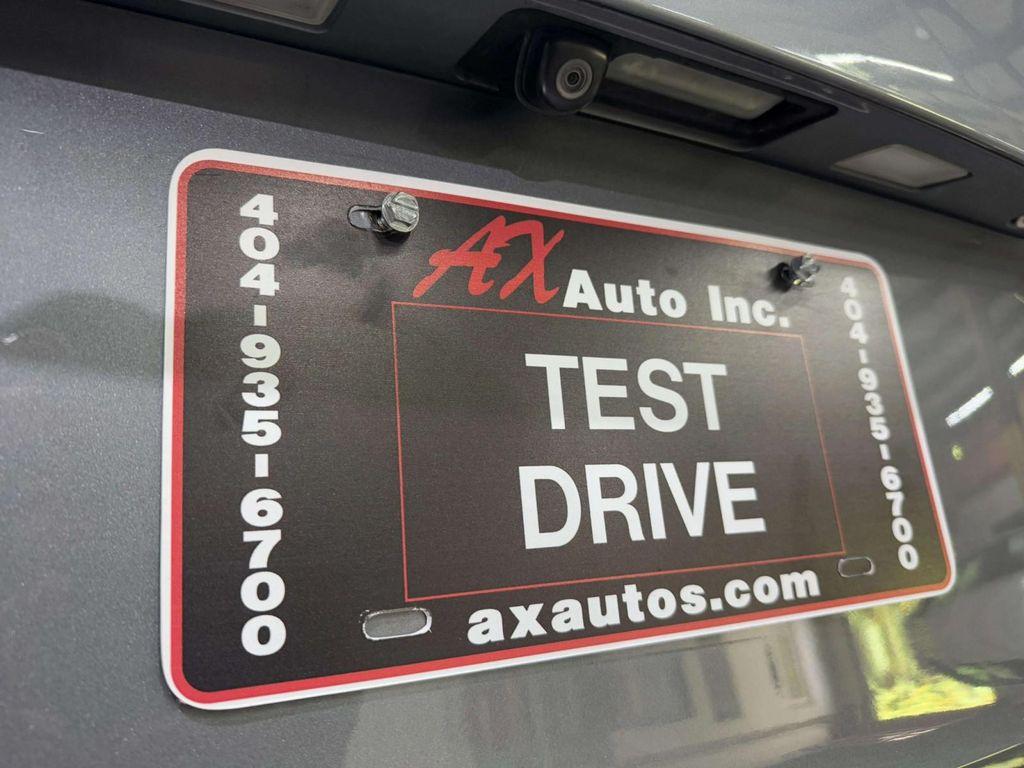 404-935-6700
AX Auto Inc.
TEST
DRIVE
axautos.com
404-935-6700